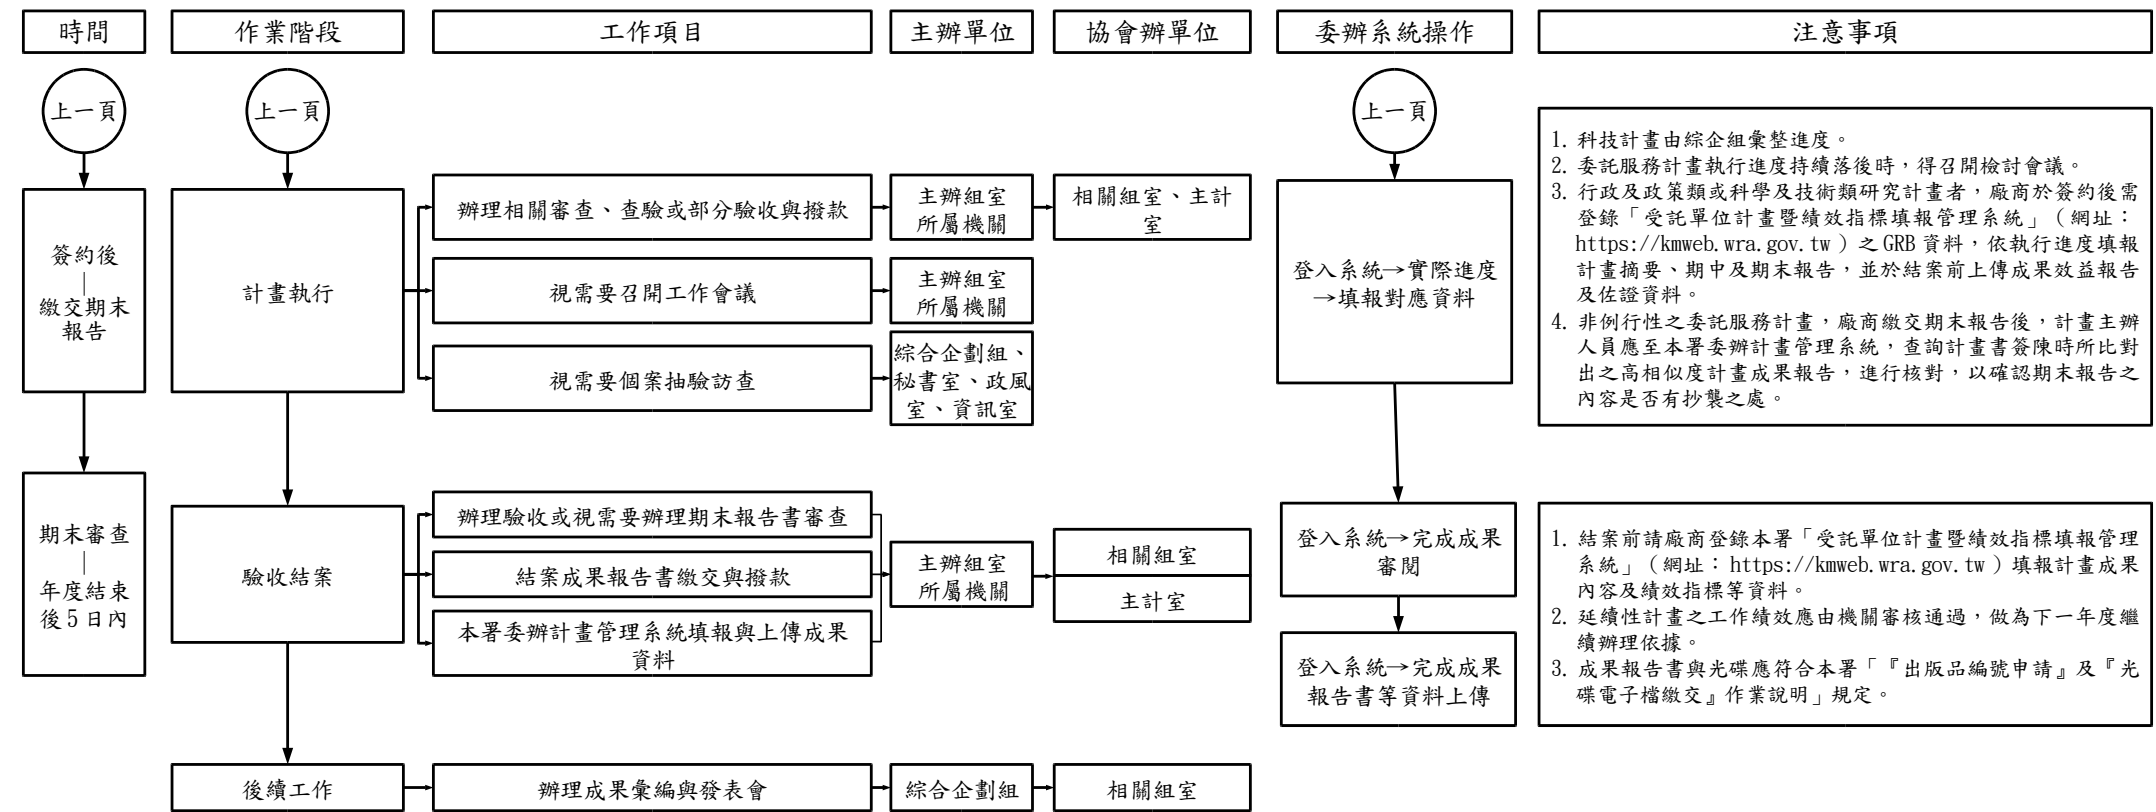 時間
作業階段
工作項目
主辦單位
協會辦單位
委辦系統操作
注意事項
上一頁
上一頁
上一頁
簽約後
|
繳交期末
報告
計畫執行
辦理相關審查、查驗或部分驗收與撥款
主辦組室
所屬機關
相關組室、主計
室
視需要召開工作會議
主辦組室
所屬機關
視需要個案抽驗訪查
綜合企劃組、
秘書室、政風
室、資訊室
登入系統→實際進度
→填報對應資料
1. 科技計畫由綜企組彙整進度。
2. 委託服務計畫執行進度持續落後時，得召開檢討會議。
3. 行政及政策類或科學及技術類研究計畫者，廠商於簽約後需
登錄「受託單位計畫暨績效指標填報管理系統」（網址：
https://kmweb.wra.gov.tw）之GRB資料，依執行進度填報
計畫摘要、期中及期末報告，並於結案前上傳成果效益報告
及佐證資料。
4. 非例行性之委託服務計畫，廠商繳交期末報告後，計畫主辦
人員應至本署委辦計畫管理系統，查詢計畫書簽陳時所比對
出之高相似度計畫成果報告，進行核對，以確認期末報告之
內容是否有抄襲之處。
期末審查
|
年度結束
後5日內
驗收結案
辦理驗收或視需要辦理期末報告書審查
結案成果報告書繳交與撥款
本署委辦計畫管理系統填報與上傳成果
資料
主辦組室
所屬機關
相關組室
主計室
登入系統→完成成果
審閱
登入系統→完成成果
報告書等資料上傳
1. 結案前請廠商登錄本署「受託單位計畫暨績效指標填報管理
系統」（網址：https://kmweb.wra.gov.tw）填報計畫成果
內容及績效指標等資料。
2. 延續性計畫之工作績效應由機關審核通過，做為下一年度繼
續辦理依據。
3. 成果報告書與光碟應符合本署「『出版品編號申請』及『光
碟電子檔繳交』作業說明」規定。
後續工作
辦理成果彙編與發表會
綜合企劃組
相關組室